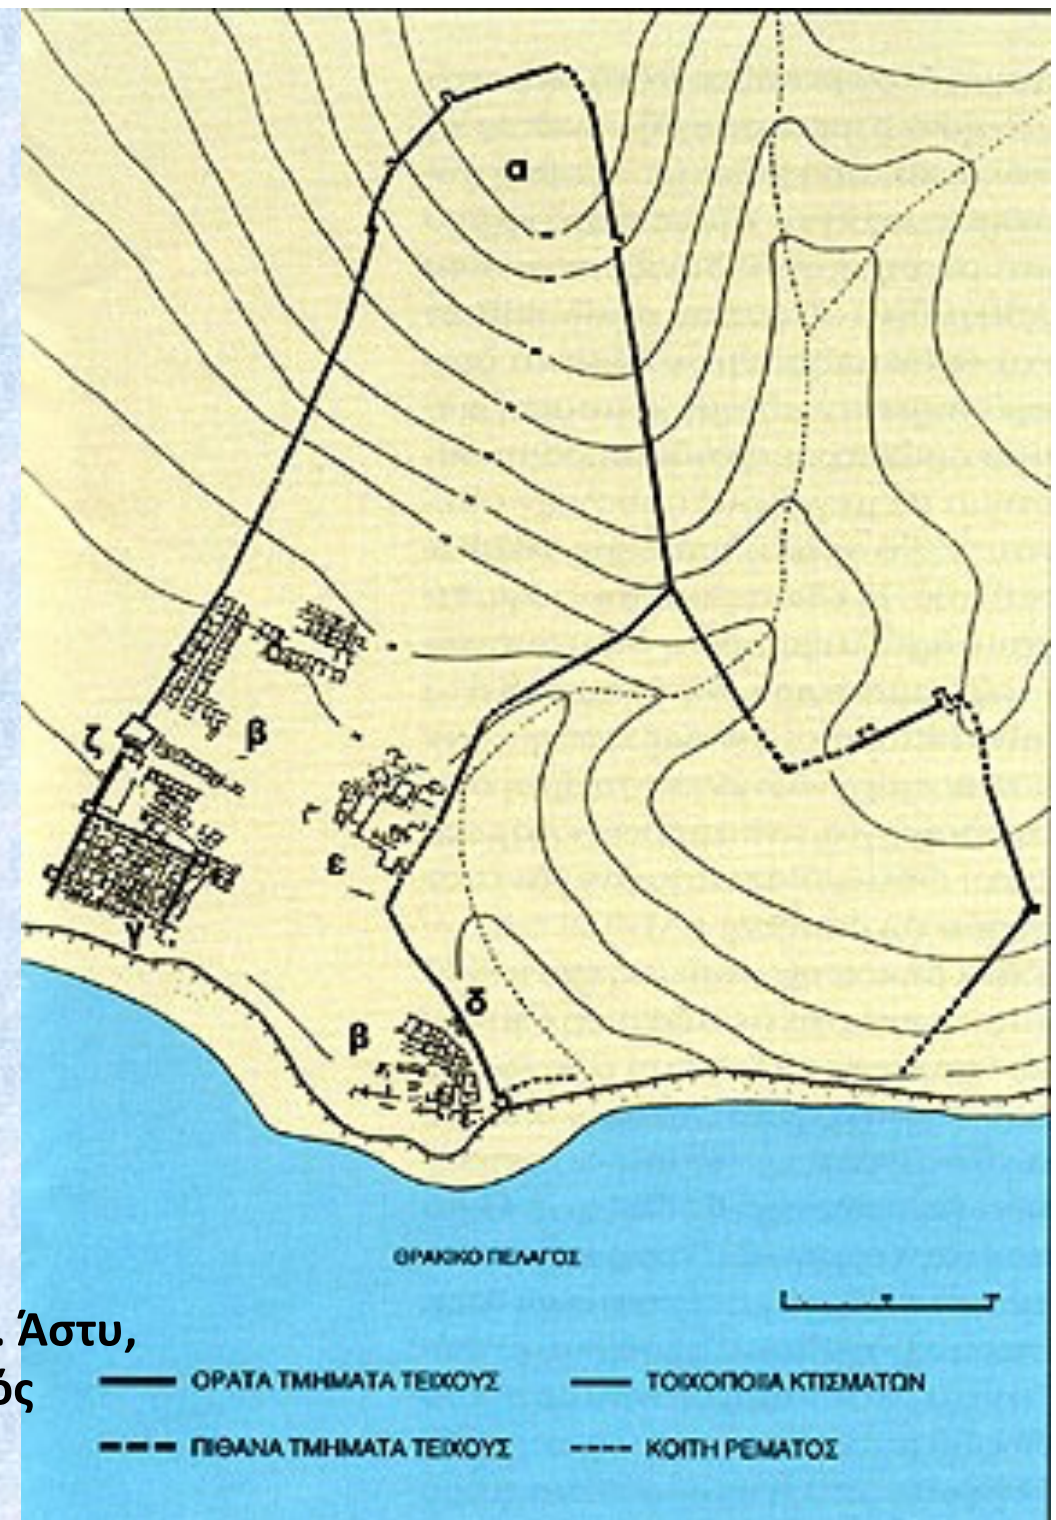 α
ζ
β
ε
γ
δ
β
ΘΡΑΚΙΚΟ ΠΕΛΑΓΟΣ
. Άστυ,
ός
ΟΡΑΤΑ ΤΜΗΜΑΤΑ ΤΕΙΧΟΥΣ
ΤΟΙΧΟΠΟΙΙΑ ΚΤΙΣΜΑΤΩΝ
ΠΙΘΑΝΑ ΤΜΗΜΑΤΑ ΤΕΙΧΟΥΣ
ΚΟΙΤΗ ΡΕΜΑΤΟΣ